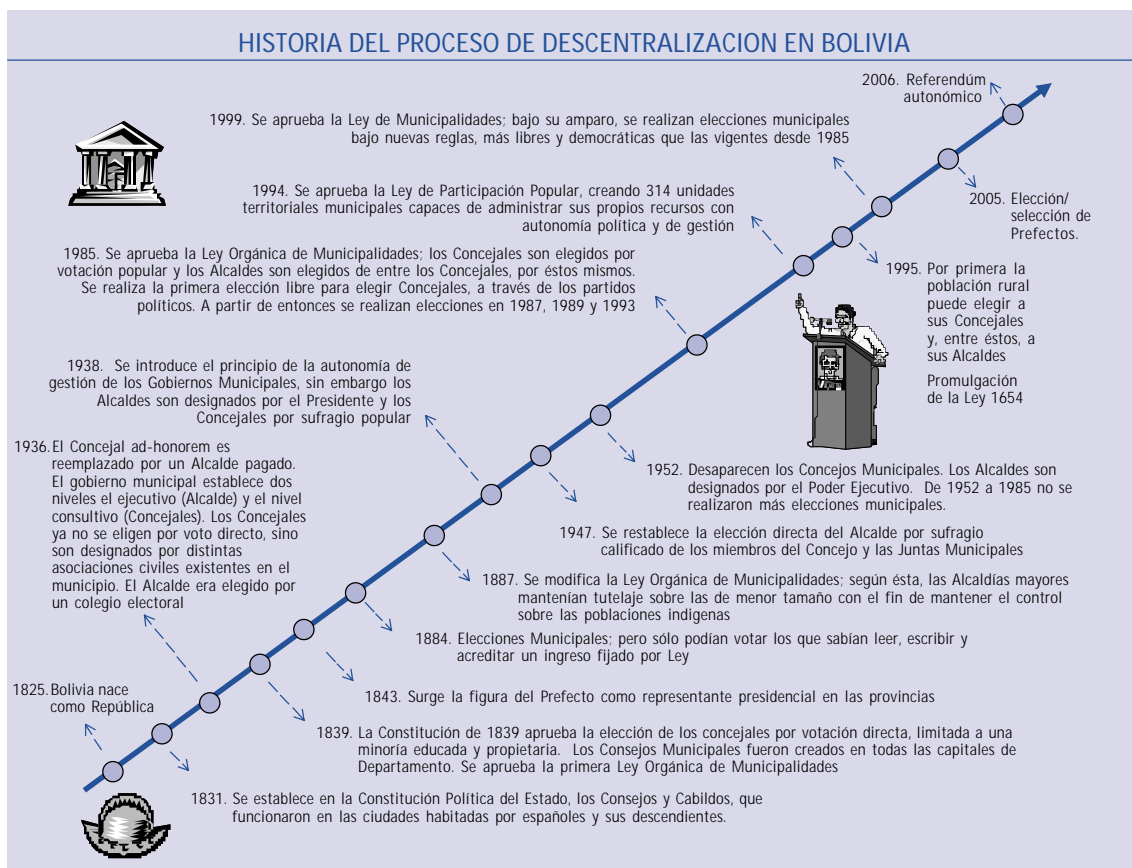 HISTORIA DEL PROCESO DE DESCENTRALIZACION EN BOLIVIA
2006. Referendúm
autonómico
1999. Se aprueba la Ley de Municipalidades; bajo su amparo, se realizan elecciones municipales
bajo nuevas reglas, más libres y democráticas que las vigentes desde 1985
1994. Se aprueba la Ley de Participación Popular, creando 314 unidades
territoriales municipales capaces de administrar sus propios recursos con
autonomía política y de gestión
2005. Elección/
selección de
Prefectos.
1985. Se aprueba la Ley Orgánica de Municipalidades; los Concejales son elegidos por
votación popular y los Alcaldes son elegidos de entre los Concejales, por éstos mismos.
Se realiza la primera elección libre para elegir Concejales, a través de los partidos
políticos. A partir de entonces se realizan elecciones en 1987, 1989 y 1993
1995. Por primera la
población rural
puede elegir a
sus Concejales
y, entre éstos, a
sus Alcaldes
Promulgación
de la Ley 1654
1938. Se introduce el principio de la autonomía de
gestión de los Gobiernos Municipales, sin embargo los
Alcaldes son designados por el Presidente y los
Concejales por sufragio popular
1936. El Concejal ad-honorem es
reemplazado por un Alcalde pagado.
El gobierno municipal establece dos
niveles el ejecutivo (Alcalde) y el nivel
consultivo (Concejales). Los Concejales
ya no se eligen por voto directo, sino
son designados por distintas
asociaciones civiles existentes en el
municipio. El Alcalde era elegido por
un colegio electoral
1952. Desaparecen los Concejos Municipales. Los Alcaldes son
designados por el Poder Ejecutivo. De 1952 a 1985 no se
realizaron más elecciones municipales.
1947. Se restablece la elección directa del Alcalde por sufragio
calificado de los miembros del Concejo y las Juntas Municipales
1887. Se modifica la Ley Orgánica de Municipalidades; según ésta, las Alcaldías mayores
mantenían tutelaje sobre las de menor tamaño con el fin de mantener el control
sobre las poblaciones indigenas
1884. Elecciones Municipales; pero sólo podían votar los que sabían leer, escribir y
acreditar un ingreso fijado por Ley
1825. Bolivia nace
como República
1843. Surge la figura del Prefecto como representante presidencial en las provincias
1839. La Constitución de 1839 aprueba la elección de los concejales por votación directa, limitada a una
minoría educada y propietaria. Los Consejos Municipales fueron creados en todas las capitales de
Departamento. Se aprueba la primera Ley Orgánica de Municipalidades
1831. Se establece en la Constitución Política del Estado, los Consejos y Cabildos, que
funcionaron en las ciudades habitadas por españoles y sus descendientes.